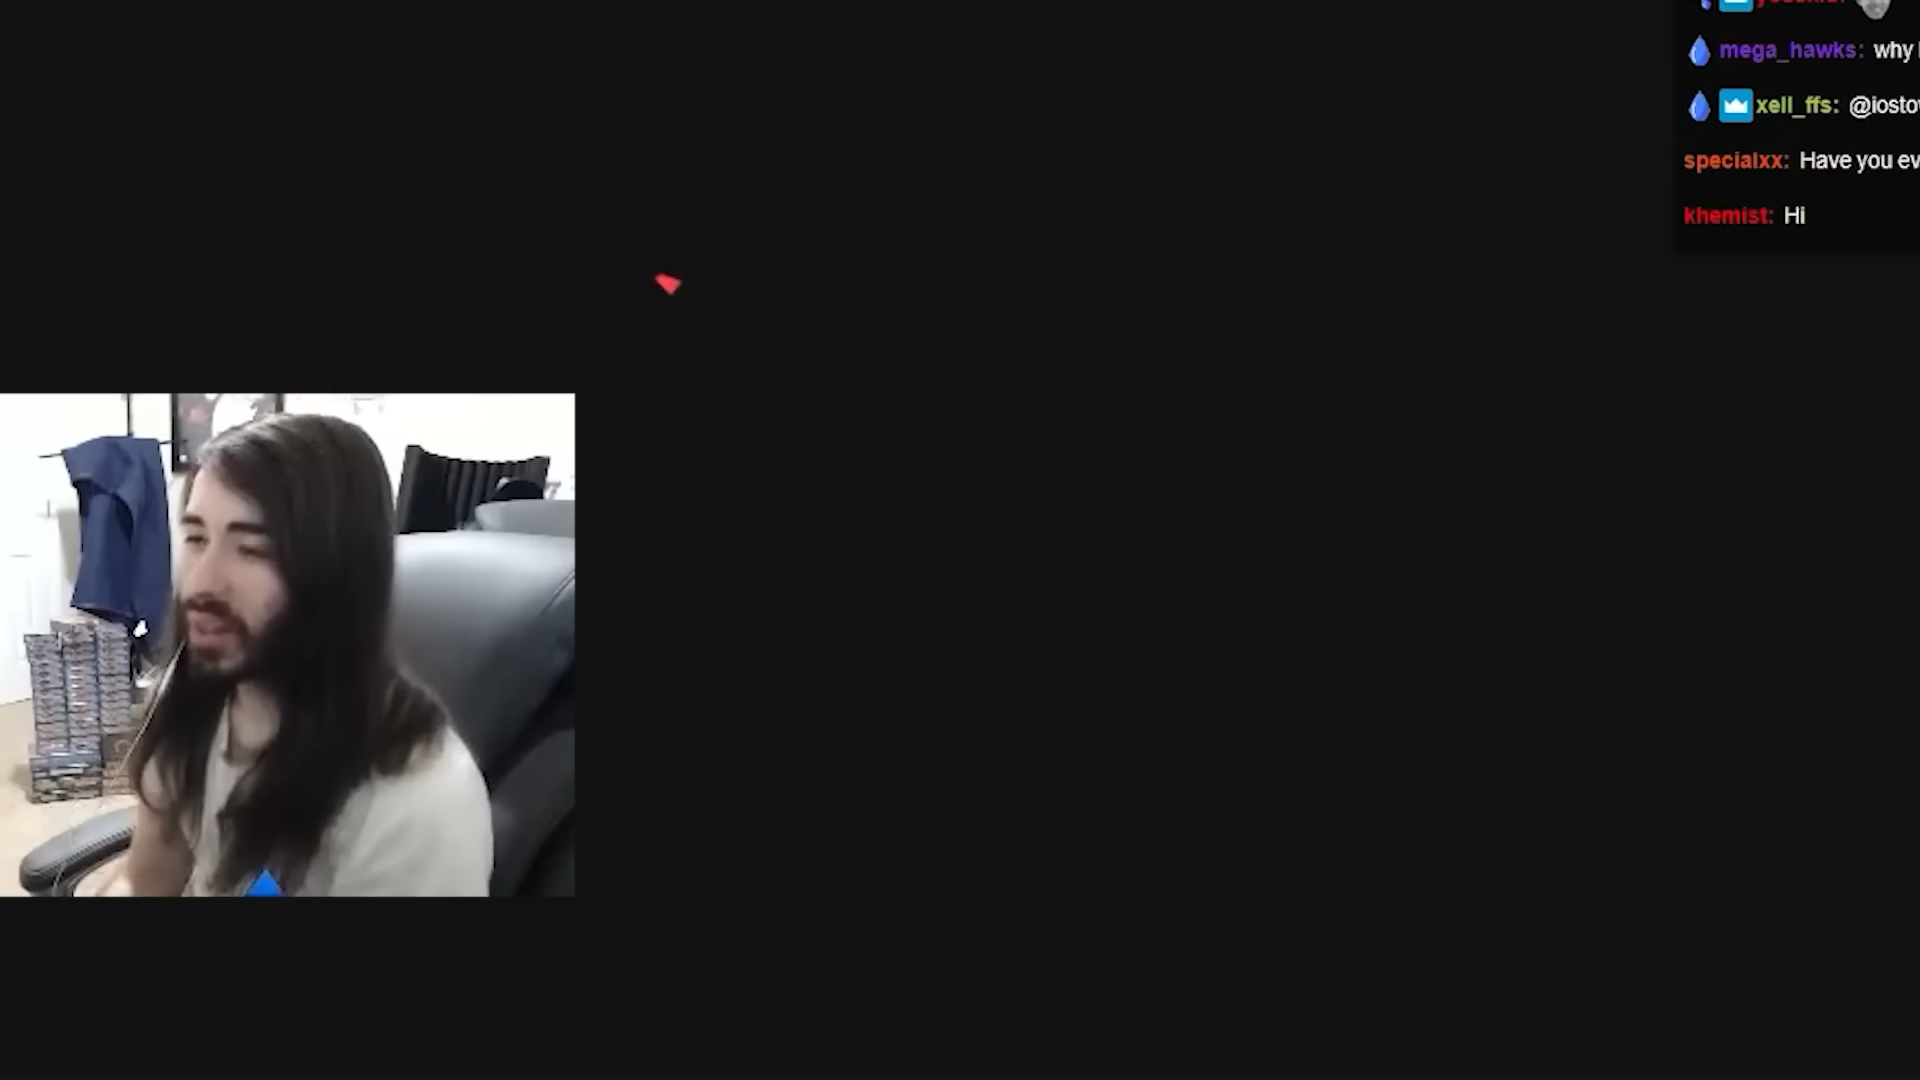 mega_hawks: why
xell_ffs: @iosto
specialxx: Have you ev
khemist: Hi